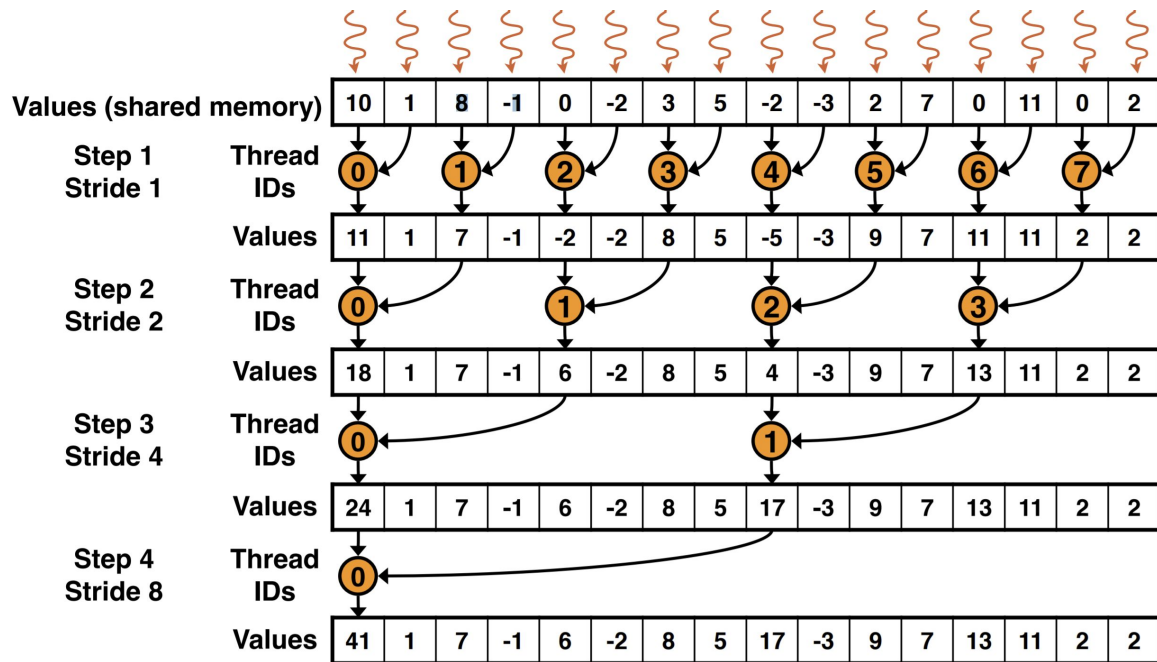 Values (shared memory) 10 1 8 -1 0 -2 3 5 -2 -3 2 7 0 11 0 2
Step 1 Thread 0 1 2 3 4 5 6 7
Stride 1 IDs
Values 11 1 7 -1 -2 -2 8 5 -5 -3 9 7 11 11 2 2
Step 2 Thread 0 1 2 3
Stride 2 IDs
Values 18 1 7 -1 6 -2 8 5 4 -3 9 7 13 11 2 2
Step 3 Thread 0 1
Stride 4 IDs
Values 24 1 7 -1 6 -2 8 5 17 -3 9 7 13 11 2 2
Step 4 Thread 0
Stride 8 IDs
Values 41 1 7 -1 6 -2 8 5 17 -3 9 7 13 11 2 2